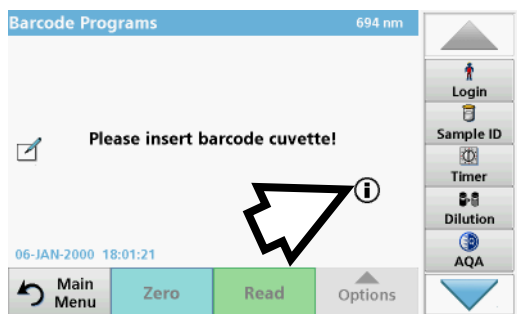 Barcode Programs 694 nm
Please insert barcode cuvette!
i
06-JAN-2000 18:01:21
Main
Menu
Zero
Read
Options
Login
Sample ID
Timer
Dilution
AQA